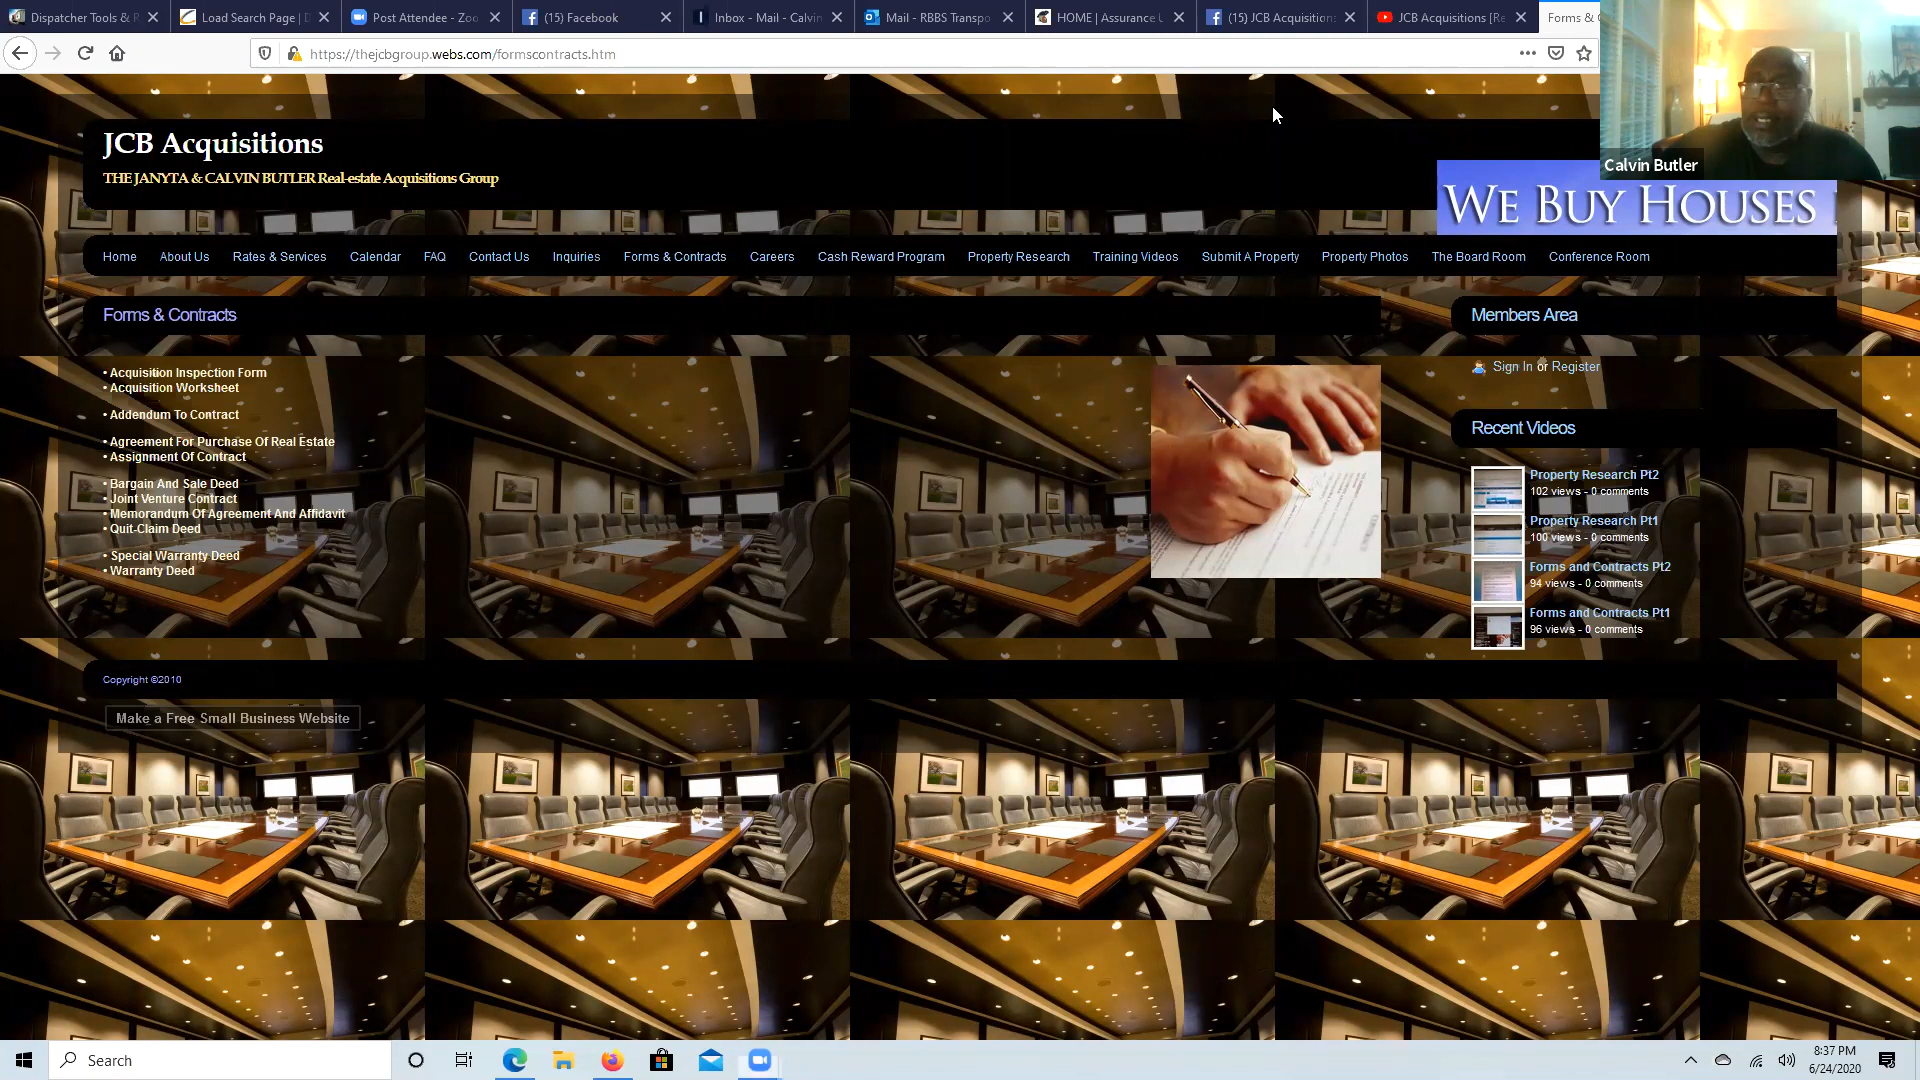 Dispatcher Tools & R
Load Search Page | D
Post Attendee - Zoo
(15) Facebook
Inbox - Mail - Calvin
Mail - RBBS Transpo
HOME | Assurance L
(15) JCB Acquisitions
JCB Acquisitions [Re
Forms & C
https://thejcbgroup.webs.com/formscontracts.htm
Calvin Butler
JCB Acquisitions
THE JANYTA & CALVIN BUTLER Real-estate Acquisitions Group
WE BUY HOUSES
Home About Us Rates & Services Calendar FAQ Contact Us Inquiries Forms & Contracts Careers Cash Reward Program Property Research Training Videos Submit A Property Property Photos The Board Room Conference Room
Forms & Contracts
• Acquisition Inspection Form
• Acquisition Worksheet
• Addendum To Contract
• Agreement For Purchase Of Real Estate
• Assignment Of Contract
• Bargain And Sale Deed
• Joint Venture Contract
• Memorandum Of Agreement And Affidavit
• Quit-Claim Deed
• Special Warranty Deed
• Warranty Deed
Members Area
Sign In or Register
Recent Videos
Property Research Pt2
102 views - 0 comments
Property Research Pt1
100 views - 0 comments
Forms and Contracts Pt2
94 views - 0 comments
Forms and Contracts Pt1
96 views - 0 comments
Copyright ©2010
Make a Free Small Business Website
Search
8:37 PM
6/24/2020